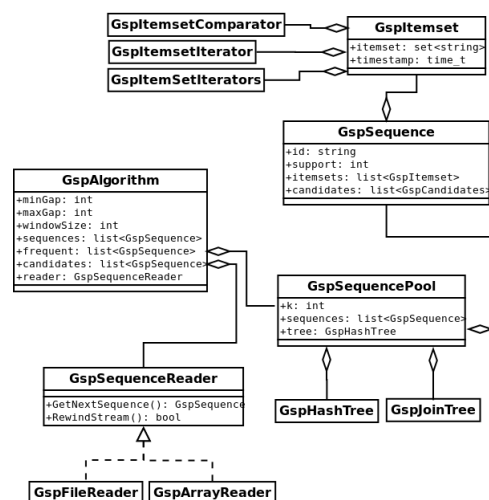 GspItemsetComparator
GspItemsetIterator
GspItemSetIterators
GspItemset
+itemset: set<string>
+timestamp: time_t
GspSequence
+id: string
+support: int
+itemsets: list<GspItemset>
+candidates: list<GspCandidates>
GspAlgorithm
+minGap: int
+maxGap: int
+windowSize: int
+sequences: list<GspSequence>
+frequent: list<GspSequence>
+candidates: list<GspSequence>
+reader: GspSequenceReader
GspSequencePool
+k: int
+sequences: list<GspSequence>
+tree: GspHashTree
GspHashTree
GspJoinTree
GspSequenceReader
+GetNextSequence(): GspSequence
+RewindStream(): bool
GspFileReader
GspArrayReader